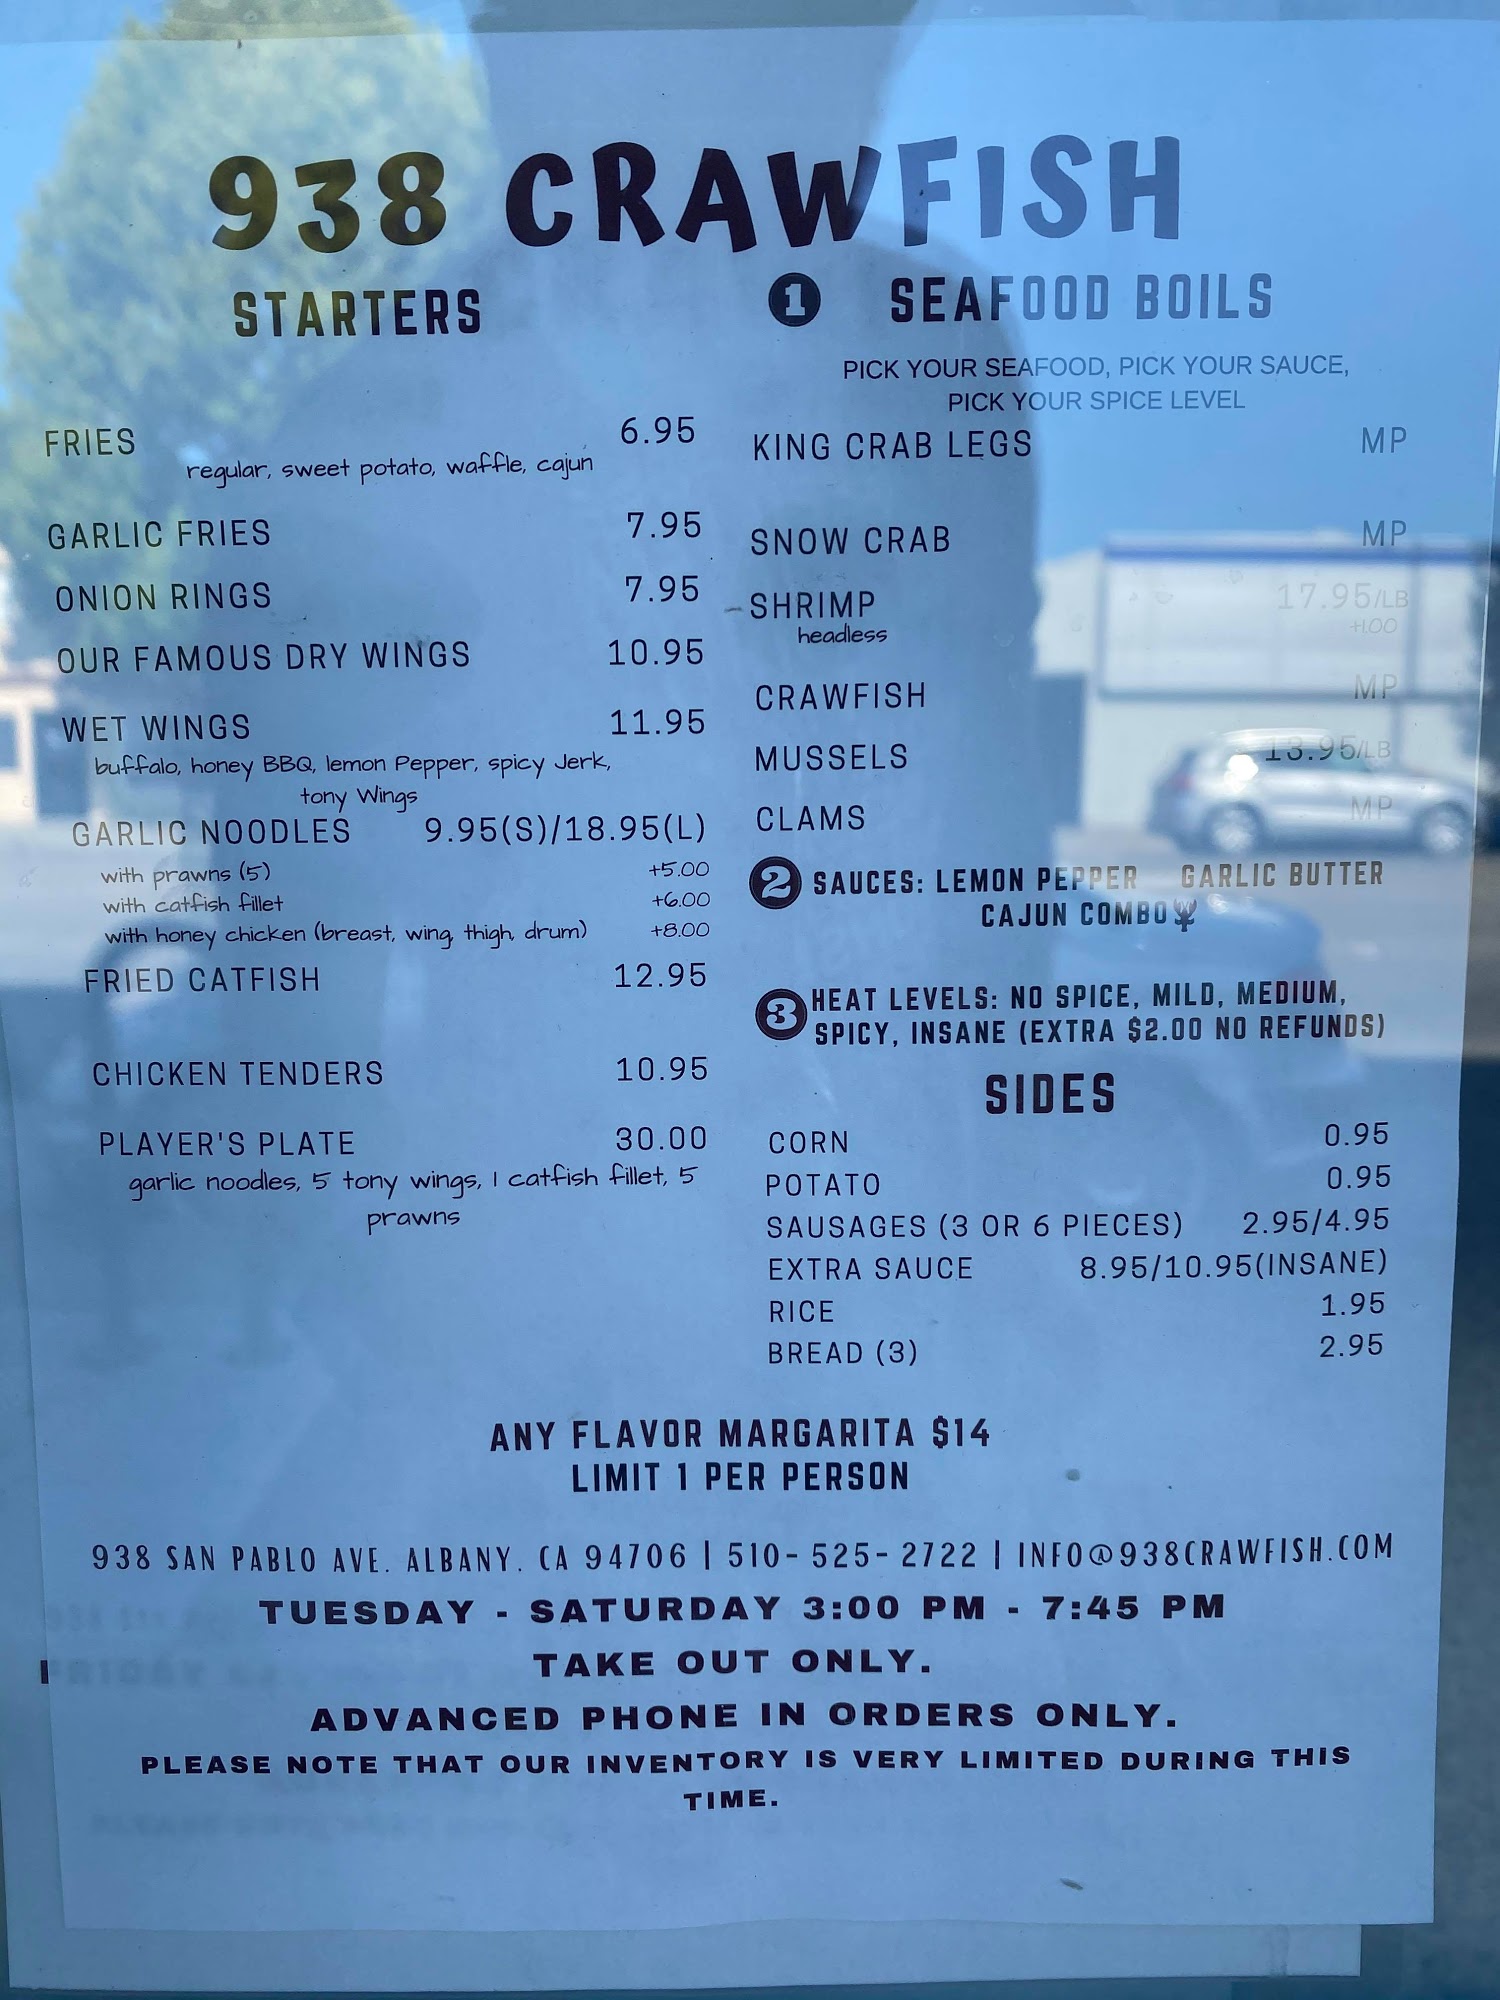 938 CRAWFISH
STARTERS
FRIES 6.95
regular, sweet potato, waffle, cajun
GARLIC FRIES 7.95
ONION RINGS 7.95
OUR FAMOUS DRY WINGS 10.95
WET WINGS 11.95
buffalo, honey BBQ, lemon Pepper, spicy Jerk,
tony Wings
GARLIC NOODLES 9.95(S)/18.95(L)
with prawns (5) +5.00
with catfish fillet +6.00
with honey chicken (breast, wing, thigh, drum) +8.00
FRIED CATFISH 12.95
CHICKEN TENDERS 10.95
PLAYER'S PLATE 30.00
garlic noodles, 5 tony wings, 1 catfish fillet, 5
prawns
1 SEAFOOD BOILS
PICK YOUR SEAFOOD, PICK YOUR SAUCE,
PICK YOUR SPICE LEVEL
KING CRAB LEGS MP
SNOW CRAB MP
SHRIMP 17.95/LB
headless +1.00
CRAWFISH MP
MUSSELS 13.95/LB
CLAMS MP
2 SAUCES: LEMON PEPPER GARLIC BUTTER
CAJUN COMBO
3 HEAT LEVELS: NO SPICE, MILD, MEDIUM,
SPICY, INSANE (EXTRA $2.00 NO REFUNDS)
SIDES
CORN 0.95
POTATO 0.95
SAUSAGES (3 OR 6 PIECES) 2.95/4.95
EXTRA SAUCE 8.95/10.95(INSANE)
RICE 1.95
BREAD (3) 2.95
ANY FLAVOR MARGARITA $14
LIMIT 1 PER PERSON
938 SAN PABLO AVE. ALBANY. CA 94706 | 510-525-2722 | INFO@938CRAWFISH.COM
TUESDAY - SATURDAY 3:00 PM - 7:45 PM
TAKE OUT ONLY.
ADVANCED PHONE IN ORDERS ONLY.
PLEASE NOTE THAT OUR INVENTORY IS VERY LIMITED DURING THIS
TIME.